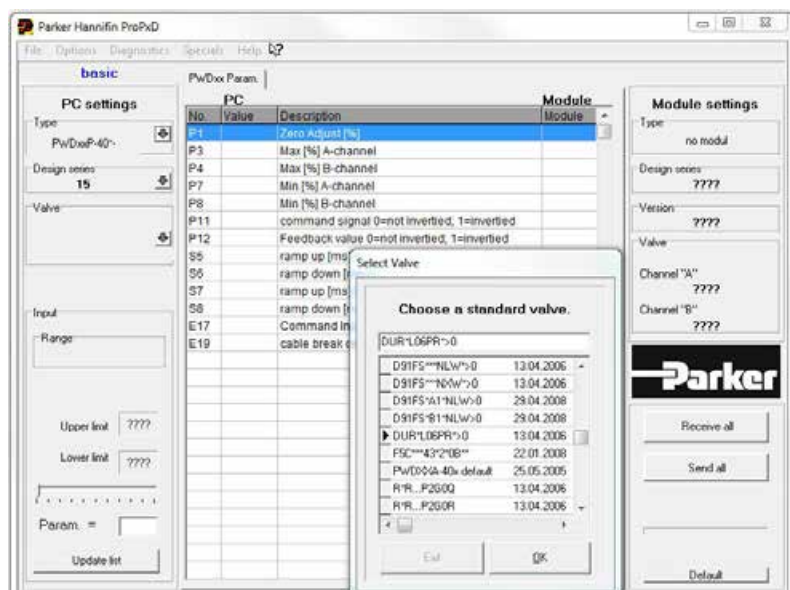 Parker Hannifin ProPxD
File Options Diagnostics Specials Help
basic
PC settings
Type
PWDxxP-40*-
Design series
15
Valve
Input
Range
Upper limit ????
Lower limit ????
Param. =
Update list
PWDxx Param.
PC Module
No. Value Description Module
P1 Zero Adjust [%]
P3 Max [%] A-channel
P4 Max [%] B-channel
P7 Min [%] A-channel
P8 Min [%] B-channel
P11 command signal 0=not invertied, 1=invertied
P12 Feedback value 0=not invertied, 1=invertied
S5 ramp up [ms]
S6 ramp down
S7 ramp up [ms]
S8 ramp down
E17 Command In
E19 cable break
Select Valve
Choose a standard valve.
DUR*L06PR*>0
D91FS***NLW*>0 13.04.2006
D91FS***NXW*>0 13.04.2006
D91FS*A1*NLW>0 29.04.2008
D91FS*B1*NLW>0 29.04.2008
DUR*L06PR*>0 13.04.2006
F5C***43*2*0B** 22.01.2008
PWDXXA-40x default 25.05.2005
R*R...P2G0Q 13.04.2006
R*R...P2G0R 13.04.2006
Exit OK
Module settings
Type
no modul
Design series
????
Version
????
Valve
Channel "A"
????
Channel "B"
????
Parker
Receive all
Send all
Default